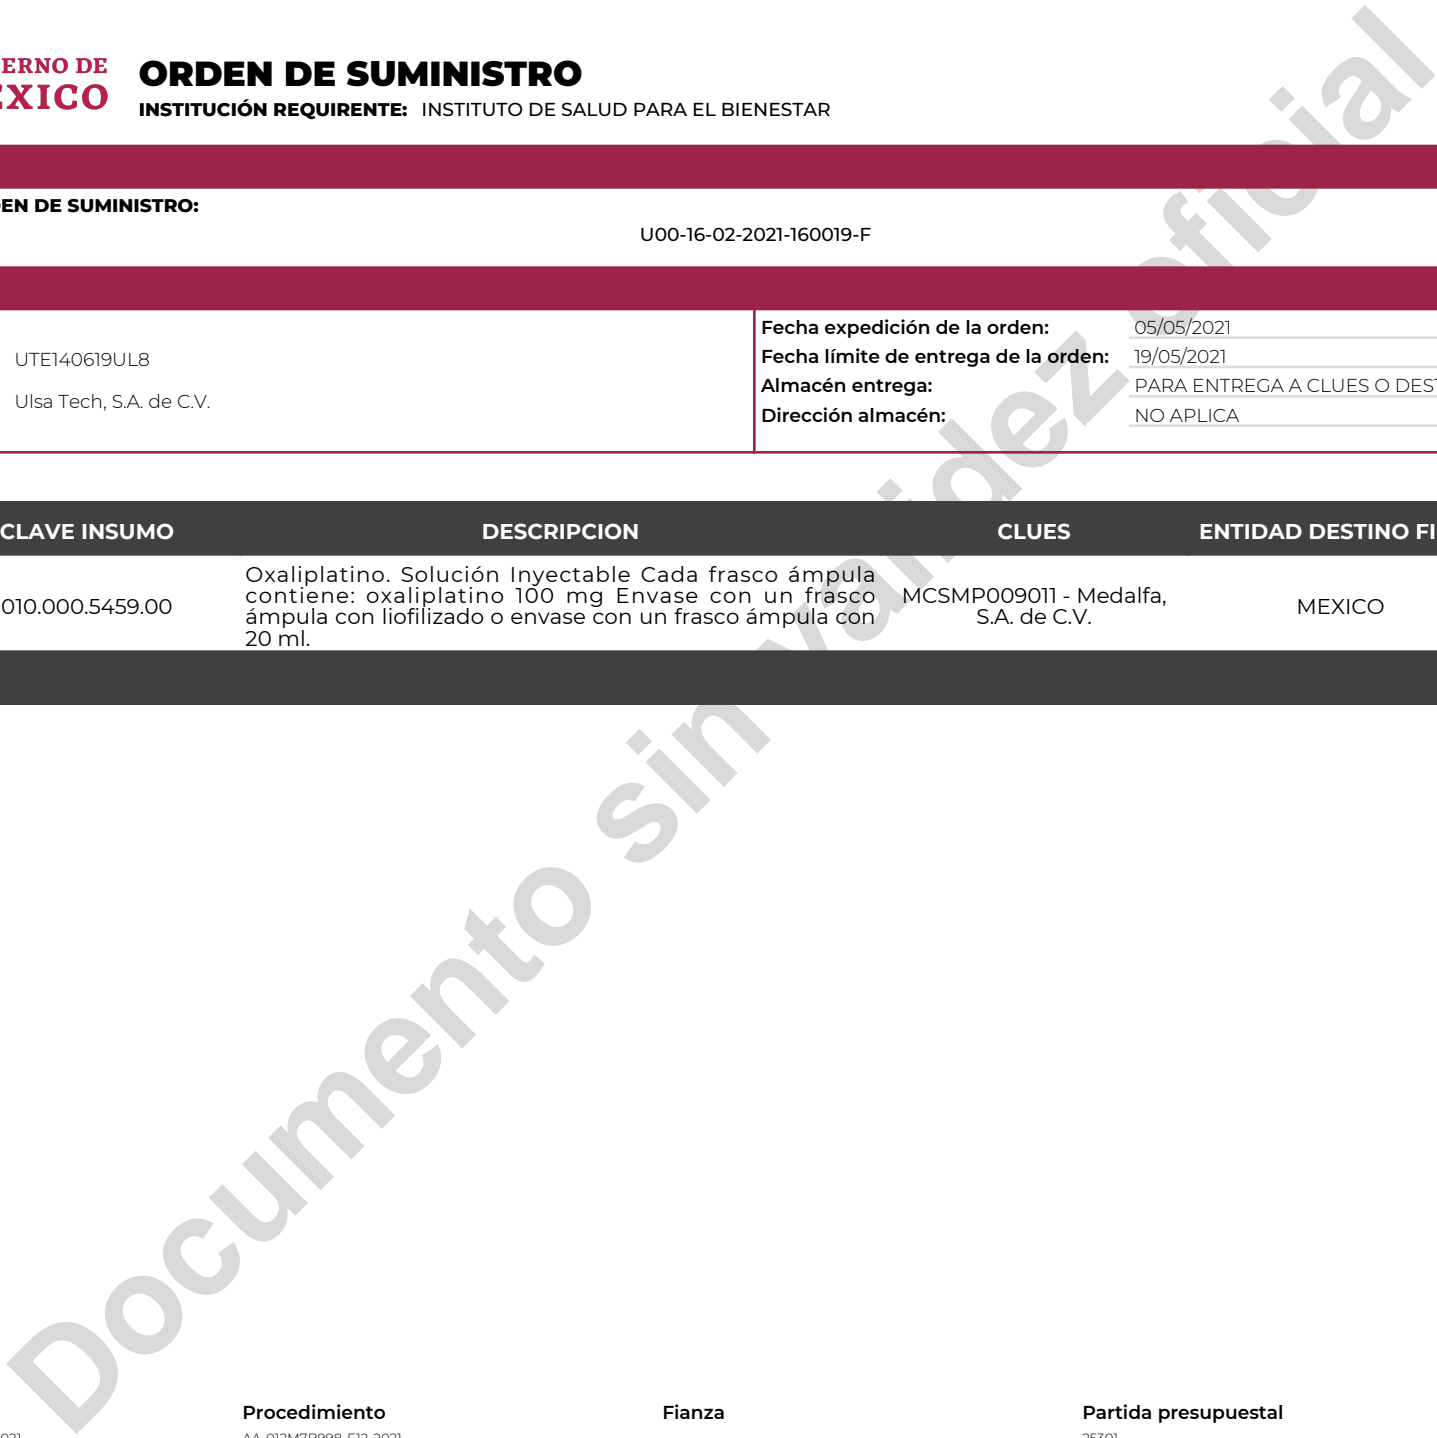 ERNO DE
ORDEN DE SUMINISTRO
INSTITUCIÓN REQUIRENTE: INSTITUTO DE SALUD PARA EL BIENESTAR
EN DE SUMINISTRO:
U00-16-02-2021-160019-F
UTE140619UL8
Ulsa Tech, S.A. de C.V.
Fecha expedición de la orden: 05/05/2021
Fecha límite de entrega de la orden: 19/05/2021
Almacén entrega: PARA ENTREGA A CLUES O DEST
Dirección almacén: NO APLICA
CLAVE INSUMO DESCRIPCION CLUES ENTIDAD DESTINO FI
010.000.5459.00
Oxaliplatino. Solución Inyectable Cada frasco ámpula
contiene: oxaliplatino 100 mg Envase con un frasco
ámpula con liofilizado o envase con un frasco ámpula con
20 ml.
MCSMP009011 - Medalfa,
S.A. de C.V.
MEXICO
Documento sin validez oficial
Procedimiento Fianza Partida presupuestal